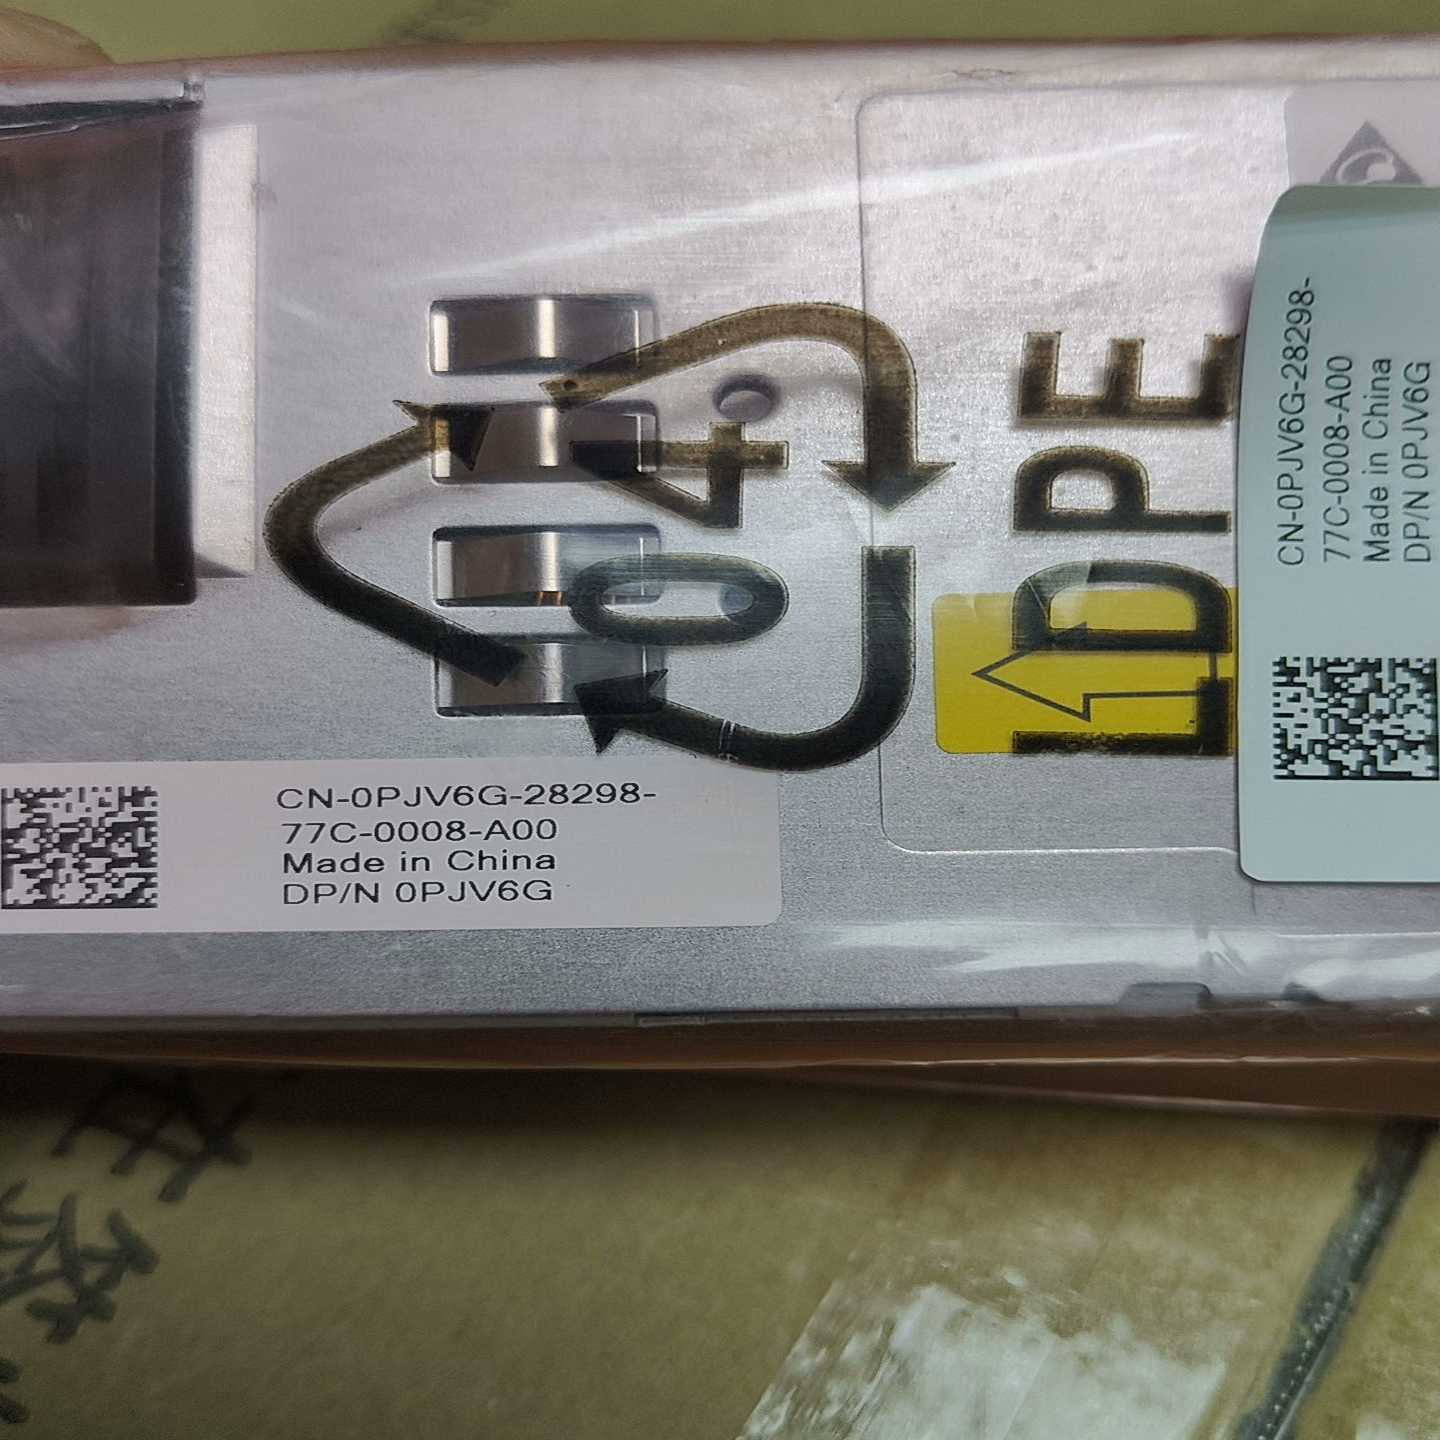 CN-0PJV6G-28298-
77C-0008-A00
Made in China
DP/N 0PJV6G
04
LDPE
CN-0PJV6G-28298-
77C-0008-A00
Made in China
DP/N 0PJV6G